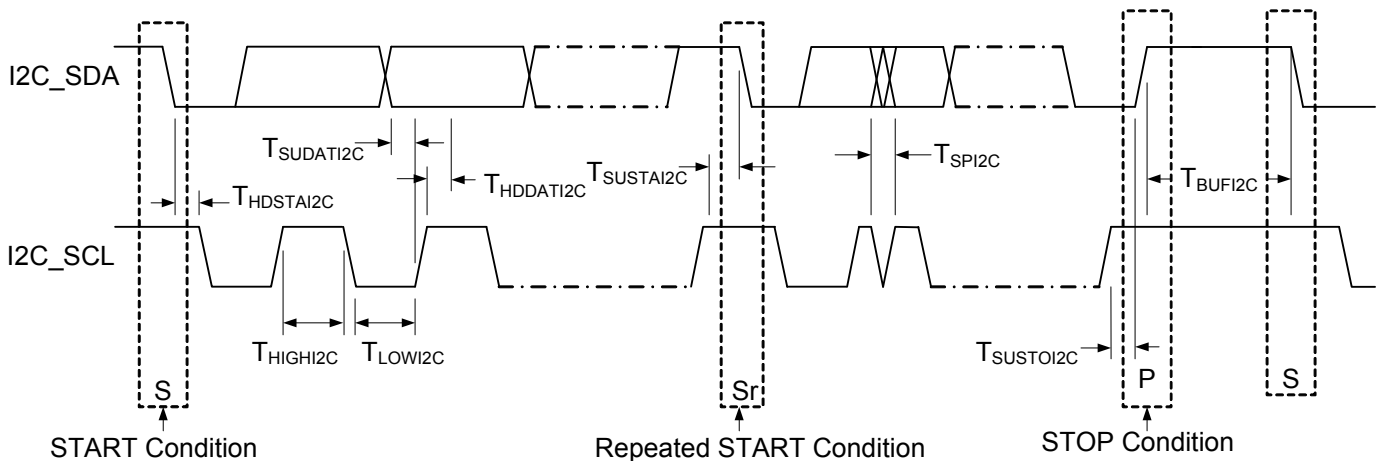 I2C_SDA
TSUDATI2C
THDSTAI2C
THDDATI2C
TSUSTAI2C
TSPI2C
TBUFI2C
I2C_SCL
THIGHI2C
TLOWI2C
TSUSTOI2C
S
Sr
P
S
START Condition
Repeated START Condition
STOP Condition